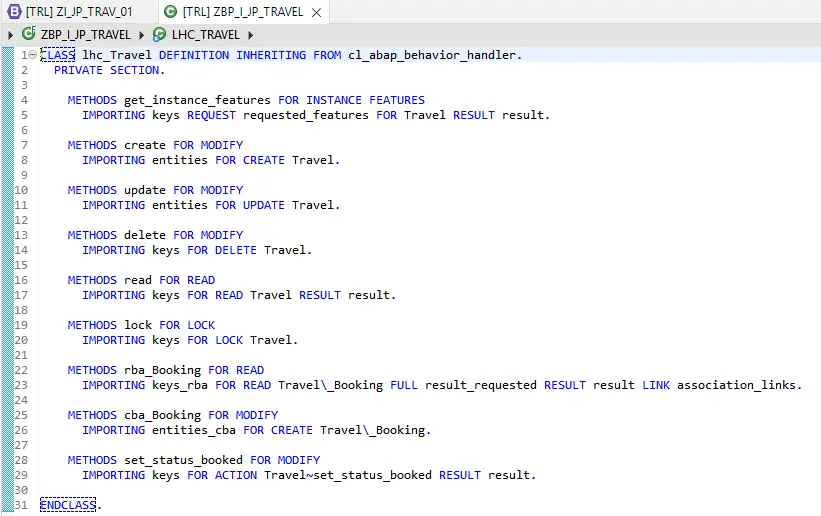 [TRL] ZI_JP_TRAV_01
[TRL] ZBP_I_JP_TRAVEL
ZBP_I_JP_TRAVEL
LHC_TRAVEL
1 CLASS lhc_Travel DEFINITION INHERITING FROM cl_abap_behavior_handler.
2 PRIVATE SECTION.
3
4 METHODS get_instance_features FOR INSTANCE FEATURES
5 IMPORTING keys REQUEST requested_features FOR Travel RESULT result.
6
7 METHODS create FOR MODIFY
8 IMPORTING entities FOR CREATE Travel.
9
10 METHODS update FOR MODIFY
11 IMPORTING entities FOR UPDATE Travel.
12
13 METHODS delete FOR MODIFY
14 IMPORTING keys FOR DELETE Travel.
15
16 METHODS read FOR READ
17 IMPORTING keys FOR READ Travel RESULT result.
18
19 METHODS lock FOR LOCK
20 IMPORTING keys FOR LOCK Travel.
21
22 METHODS rba_Booking FOR READ
23 IMPORTING keys_rba FOR READ Travel\_Booking FULL result_requested RESULT result LINK association_links.
24
25 METHODS cba_Booking FOR MODIFY
26 IMPORTING entities_cba FOR CREATE Travel\_Booking.
27
28 METHODS set_status_booked FOR MODIFY
29 IMPORTING keys FOR ACTION Travel~set_status_booked RESULT result.
30
31 ENDCLASS.